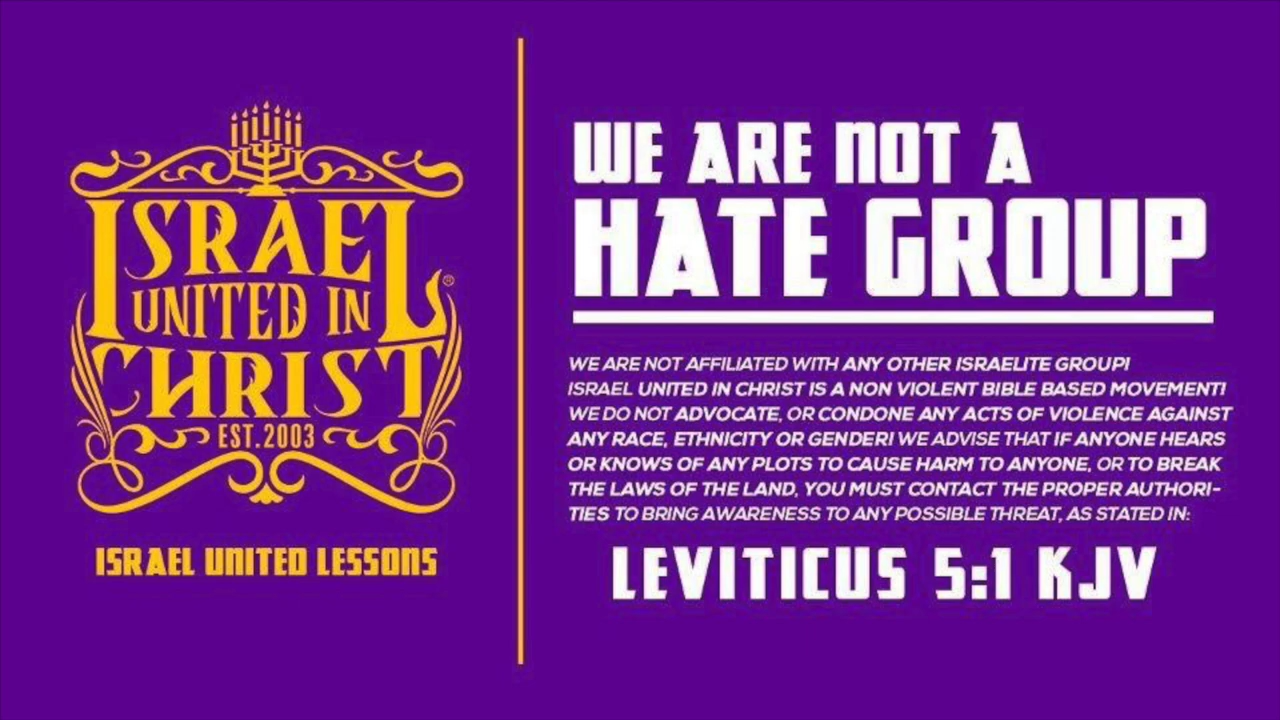 ISRAEL
UNITED IN
CHRIST
EST. 2003
ISRAEL UNITED LESSONS
WE ARE NOT A
HATE GROUP
WE ARE NOT AFFILIATED WITH ANY OTHER ISRAELITE GROUP!
ISRAEL UNITED IN CHRIST IS A NON VIOLENT BIBLE BASED MOVEMENT!
WE DO NOT ADVOCATE, OR CONDONE ANY ACTS OF VIOLENCE AGAINST
ANY RACE, ETHNICITY OR GENDER! WE ADVISE THAT IF ANYONE HEARS
OR KNOWS OF ANY PLOTS TO CAUSE HARM TO ANYONE, OR TO BREAK
THE LAWS OF THE LAND, YOU MUST CONTACT THE PROPER AUTHORI-
TIES TO BRING AWARENESS TO ANY POSSIBLE THREAT, AS STATED IN:
LEVITICUS 5:1 KJV